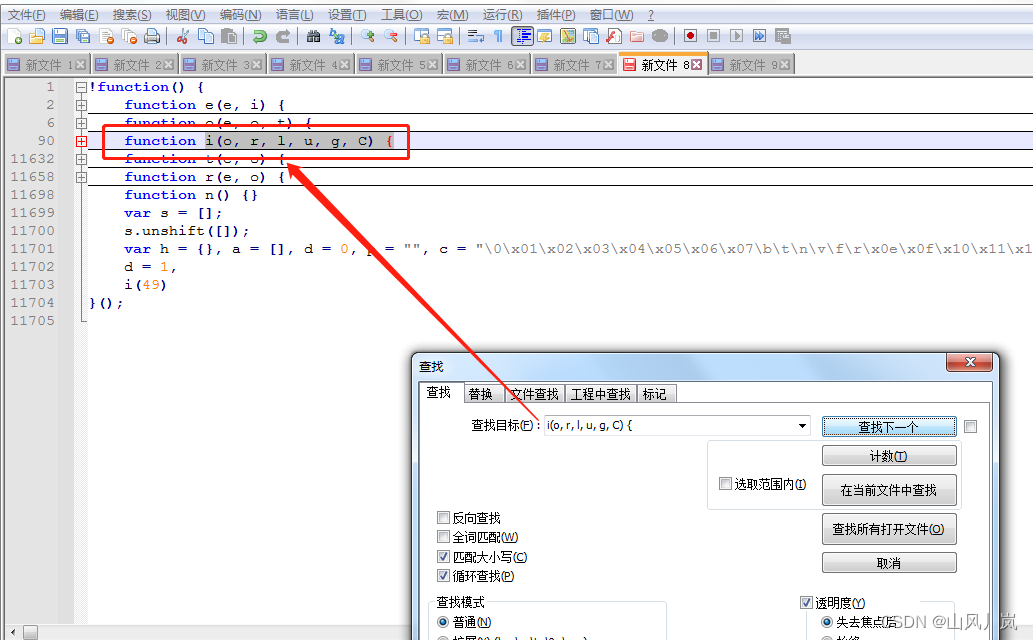 文件(F) 编辑(E) 搜索(S) 视图(V) 编码(N) 语言(L) 设置(T) 工具(O) 宏(M) 运行(R) 插件(P) 窗口(W) ?
新文件 1 新文件 2 新文件 3 新文件 4 新文件 5 新文件 6 新文件 7 新文件 8 新文件 9
1 !function() {
2 function e(e, i) {
6 function o(e, o, t) {
90 function i(o, r, l, u, g, C) {
11632 function t(e, o) {
11658 function r(e, o) {
11698 function n() {}
11699 var s = [];
11700 s.unshift([]);
11701 var h = {}, a = [], d = 0, p = "", c = "\0\x01\x02\x03\x04\x05\x06\x07\b\t\n\v\f\r\x0e\x0f\x10\x11\x1
11702 d = 1,
11703 i(49)
11704 }();
11705
查找
查找 替换 文件查找 工程中查找 标记
查找目标(F): i(o, r, l, u, g, C) { 查找下一个
计数(T)
选取范围内(I) 在当前文件中查找
反向查找
全词匹配(W) 查找所有打开文件(O)
匹配大小写(C) 取消
循环查找(P)
查找模式 透明度(Y)
普通(N) 失去焦点后
CSDN @山风人岚